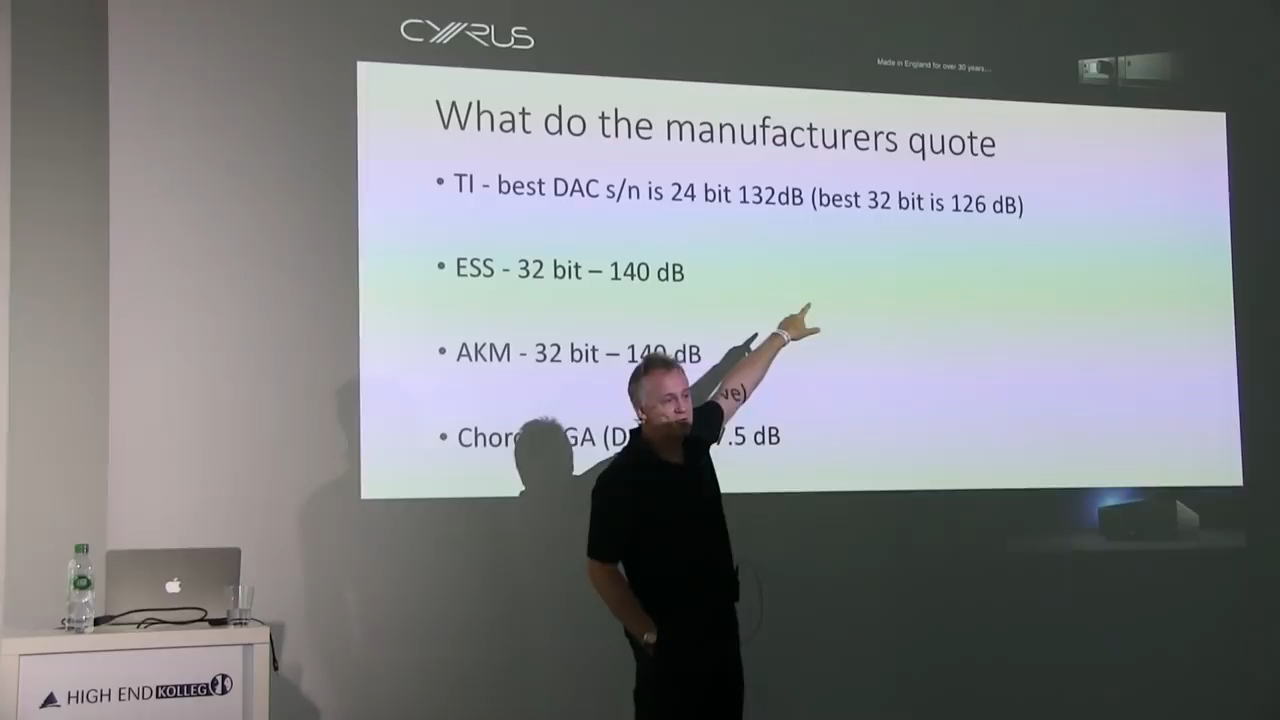 CYRUS
Made in England for over 30 years...
What do the manufacturers quote
• TI - best DAC s/n is 24 bit 132dB (best 32 bit is 126 dB)
• ESS - 32 bit – 140 dB
• AKM - 32 bit – 140 dB
• .5 dB
HIGH END KOLLEG